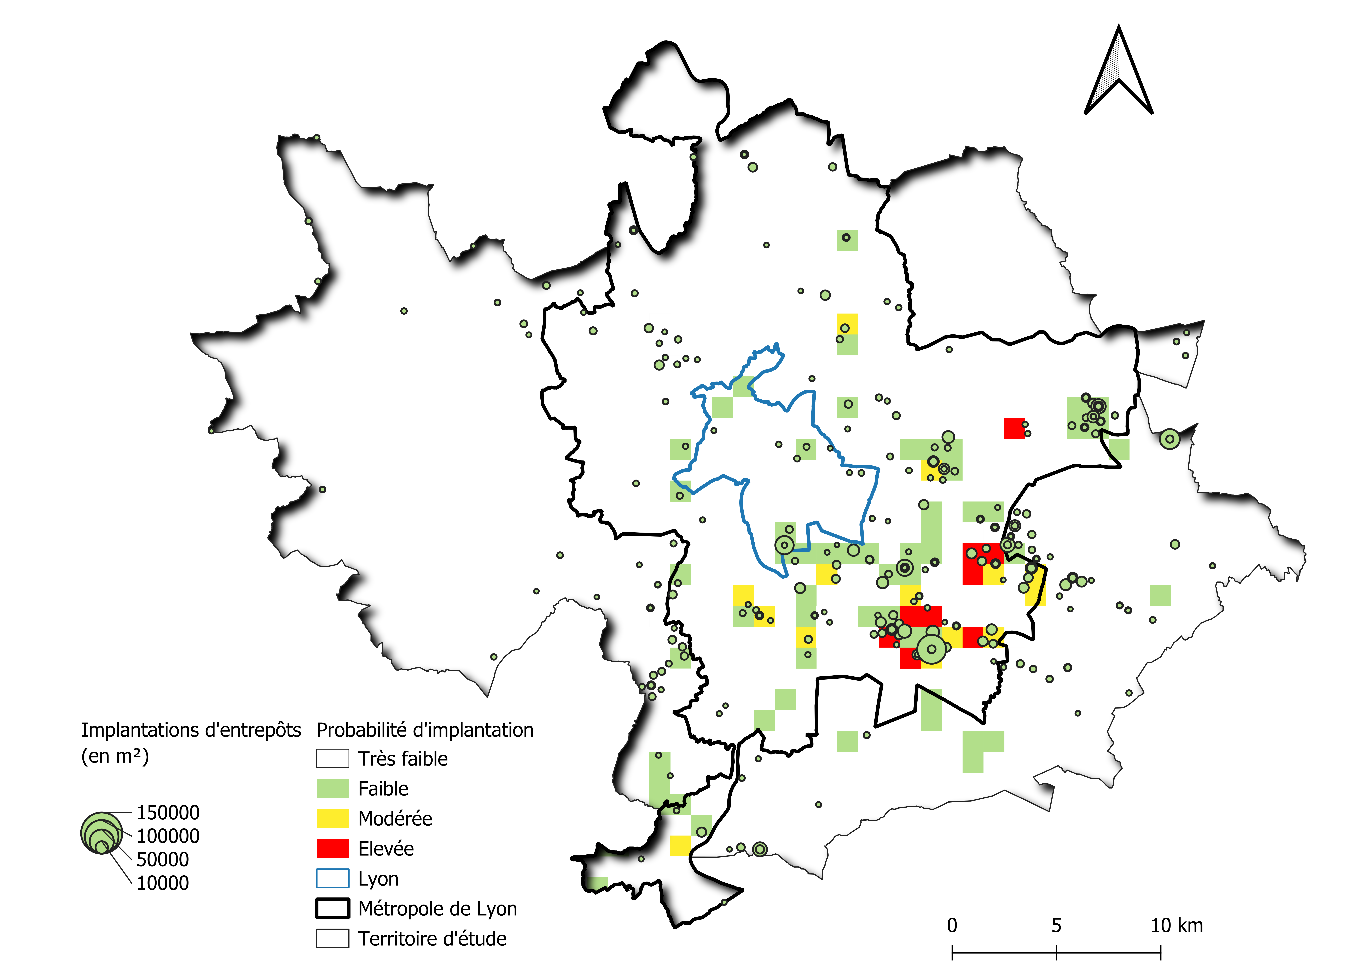 Implantations d'entrepôts
(en m²)
150000
100000
50000
10000
Probabilité d'implantation
Très faible
Faible
Modérée
Elevée
Lyon
Métropole de Lyon
Territoire d'étude
0 5 10 km